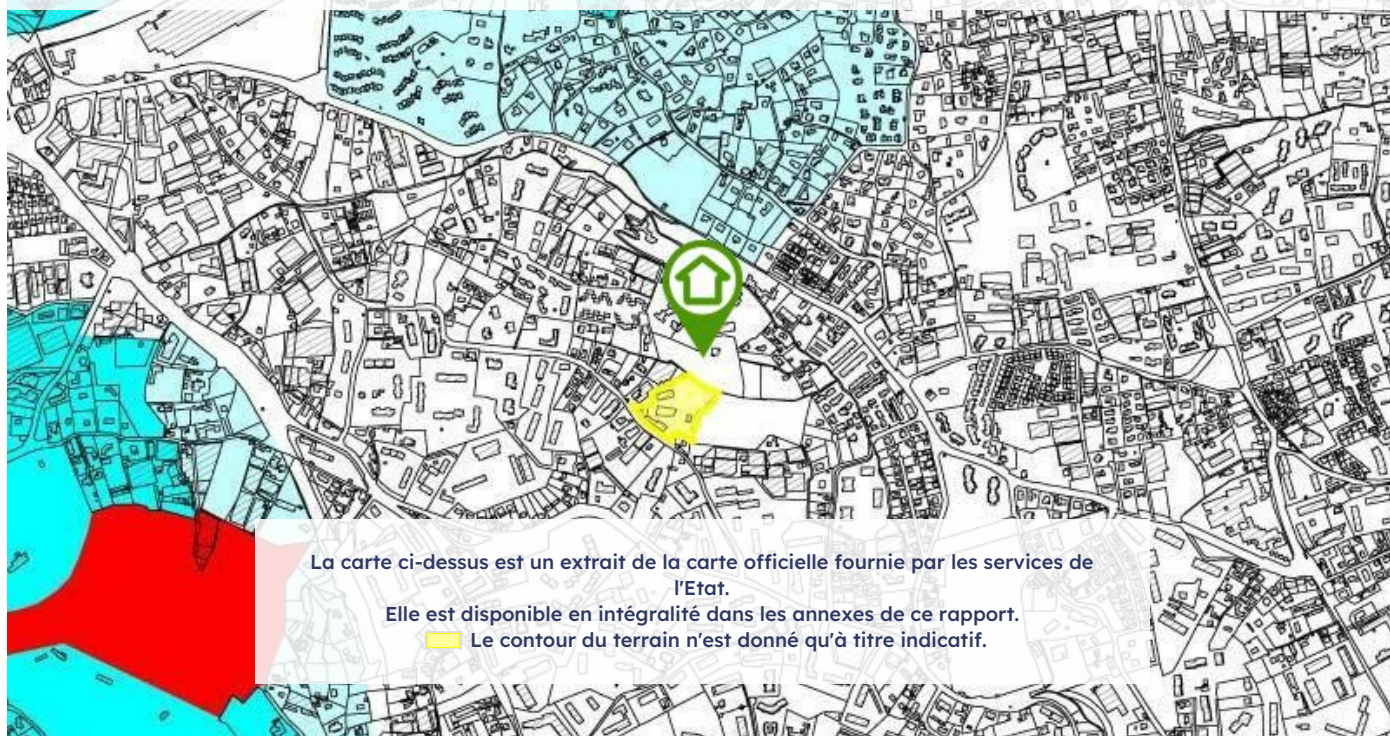 La carte ci-dessus est un extrait de la carte officielle fournie par les services de
l'Etat.
Elle est disponible en intégralité dans les annexes de ce rapport.
Le contour du terrain n'est donné qu'à titre indicatif.